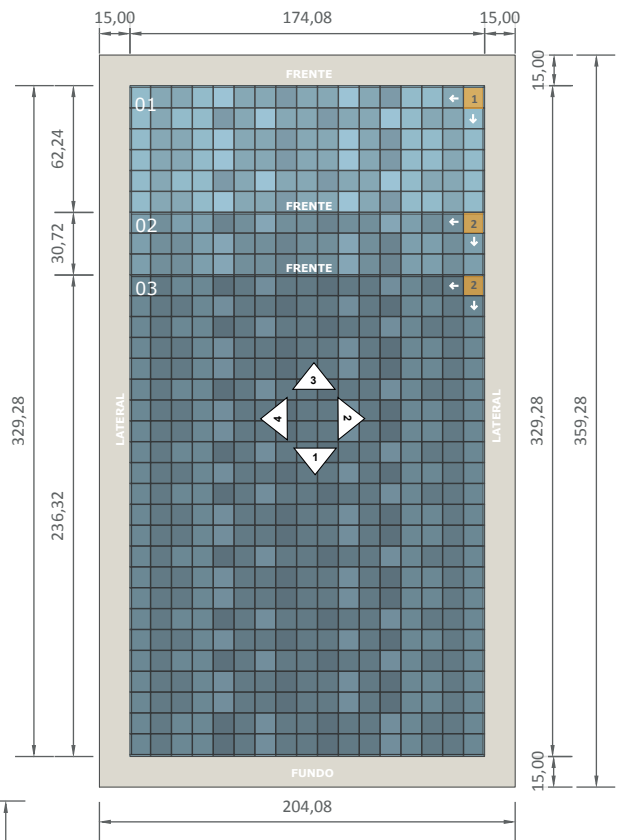 15,00 174,08 15,00
FRENTE
15,00
01
1
62,24
FRENTE
02
2
30,72
FRENTE
03
2
3
4
2
1
LATERAL
LATERAL
329,28
236,32
329,28
359,28
FUNDO
15,00
204,08